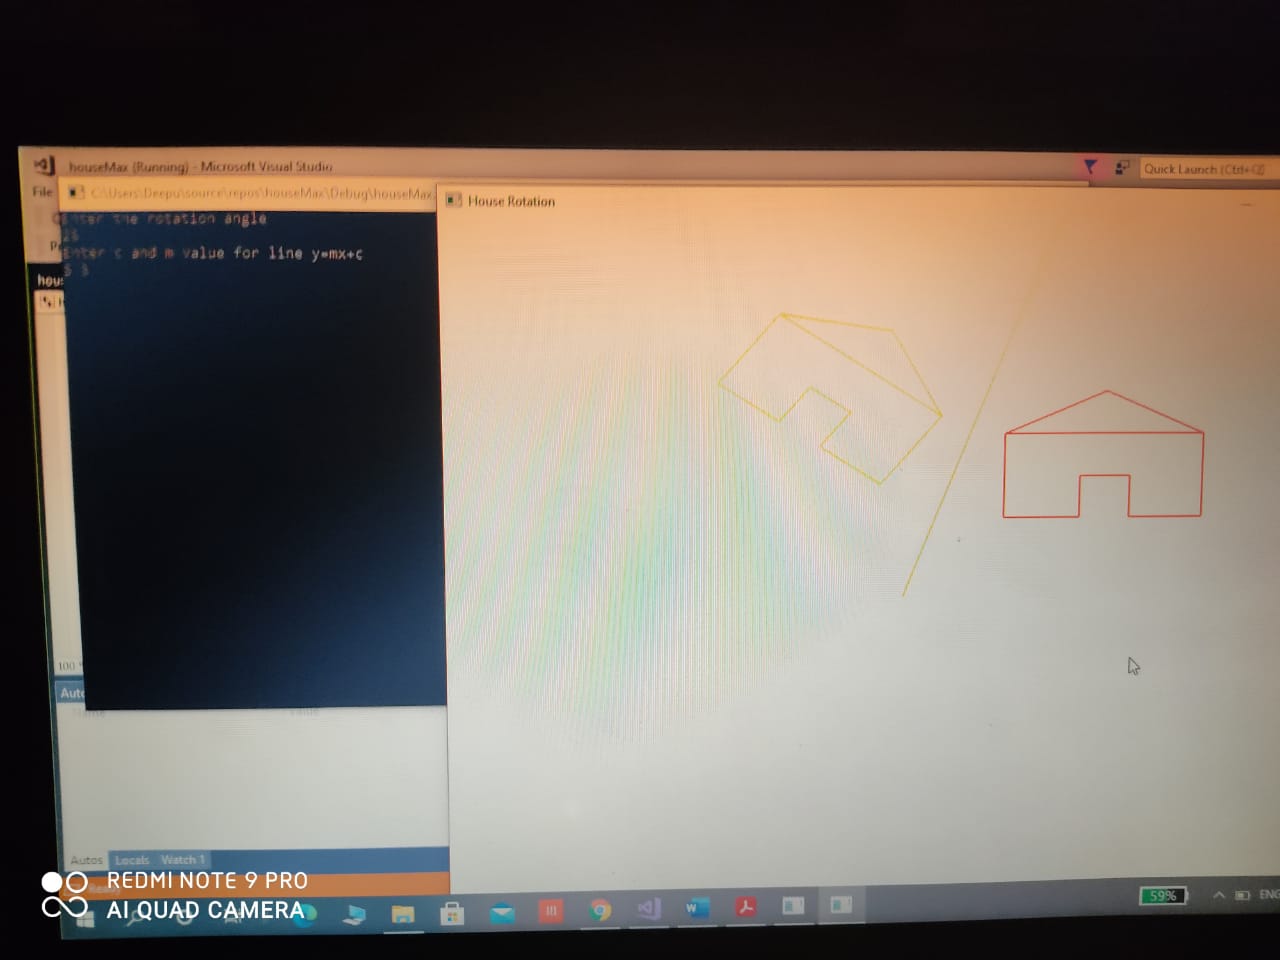 houseMax (Running) - Microsoft Visual Studio
Quick Launch (Ctrl+Q)
File
C:\Users\Deepu\source\repos\houseMax\Debug\houseMax
House Rotation
Enter the rotation angle
Enter c and m value for line y=mx+c
hou
100
Auto
Name
Value
Autos Locals Watch 1
Ready
REDMI NOTE 9 PRO
AI QUAD CAMERA
59%
ENG